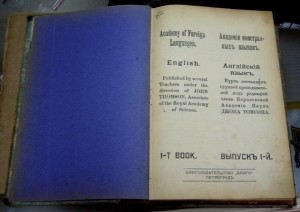 Academy of Foreign
Languages.
English.
Published by several
Teachers under the
direction of JOHN
THOMSON, Associate
of the Royal Academy
of Science.
1-T BOOK.
Академія иностран-
ныхъ языковъ.
Англійскій
языкъ.
Курсъ составленъ
группой преподавате-
лей подъ редакціей
члена Королевской
Академіи Наукъ
ДЖОНА ТОМСОНА.
ВЫПУСКЪ 1-Й.
КНИГОИЗДАТЕЛЬСТВО
ПЕТРОГРАДЪ.